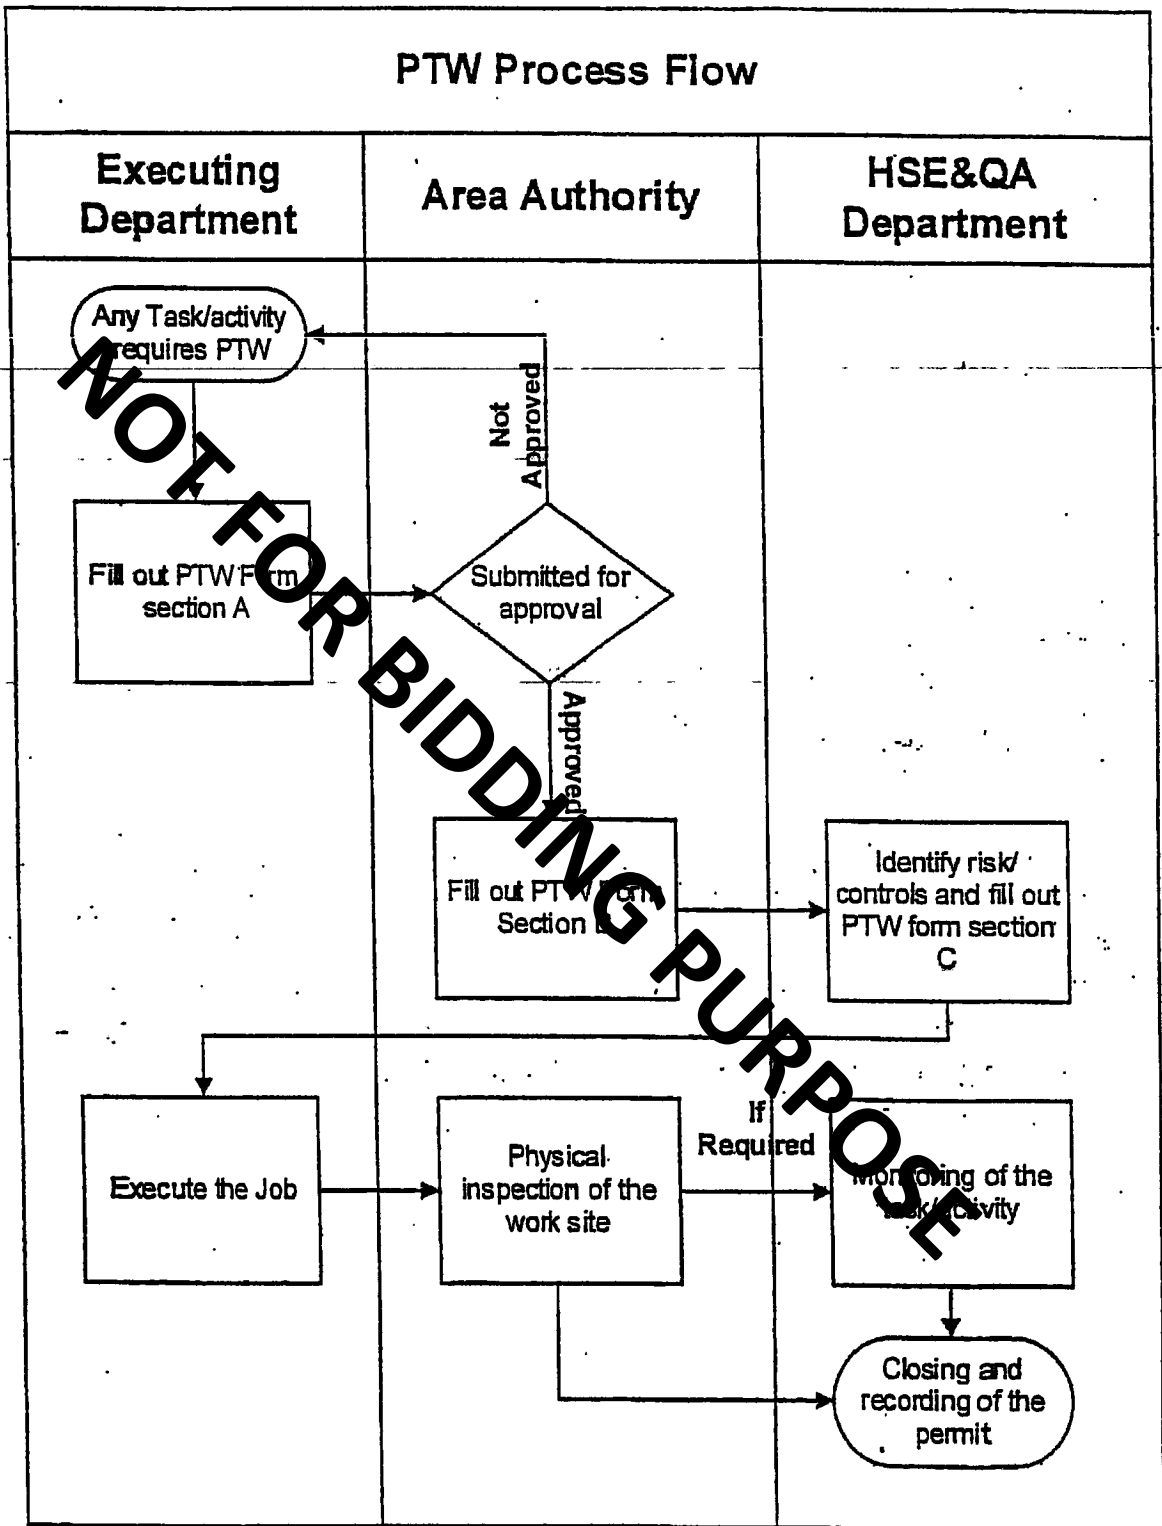 PTW Process Flow
Executing
Department
Area Authority
HSE&QA
Department
Any Task/activity
requires PTW
Not
Approved
Fill out PTW Form
section A
Submitted for
approval
Approved
Fill out PTW Form
Section
Identify risk/
controls and fill out
PTW form section
C
Execute the Job
Physical
inspection of the
work site
If
Required
Monitoring of the
task/activity
Closing and
recording of the
permit
NOT FOR BIDDING PURPOSE